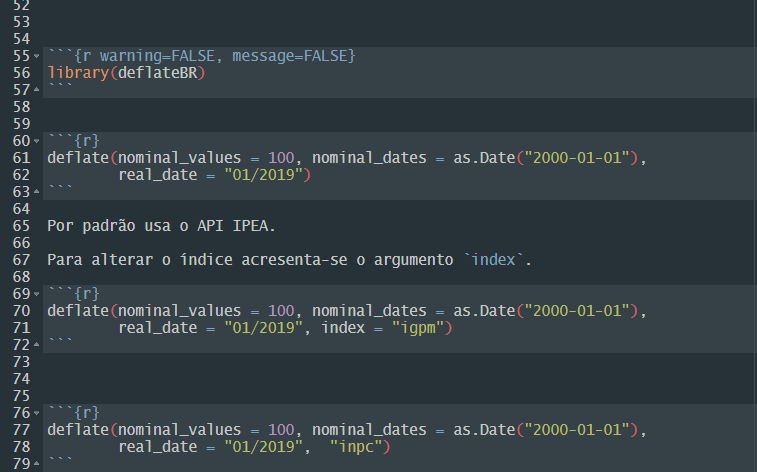 52
53
54
55 ```{r warning=FALSE, message=FALSE}
56 library(deflateBR)
57 ```
58
59
60 ```{r}
61 deflate(nominal_values = 100, nominal_dates = as.Date("2000-01-01"),
62         real_date = "01/2019")
63 ```
64
65 Por padrão usa o API IPEA.
66
67 Para alterar o índice acresenta-se o argumento `index`.
68
69 ```{r}
70 deflate(nominal_values = 100, nominal_dates = as.Date("2000-01-01"),
71         real_date = "01/2019", index = "igpm")
72 ```
73
74
75
76 ```{r}
77 deflate(nominal_values = 100, nominal_dates = as.Date("2000-01-01"),
78         real_date = "01/2019",  "inpc")
79 ```